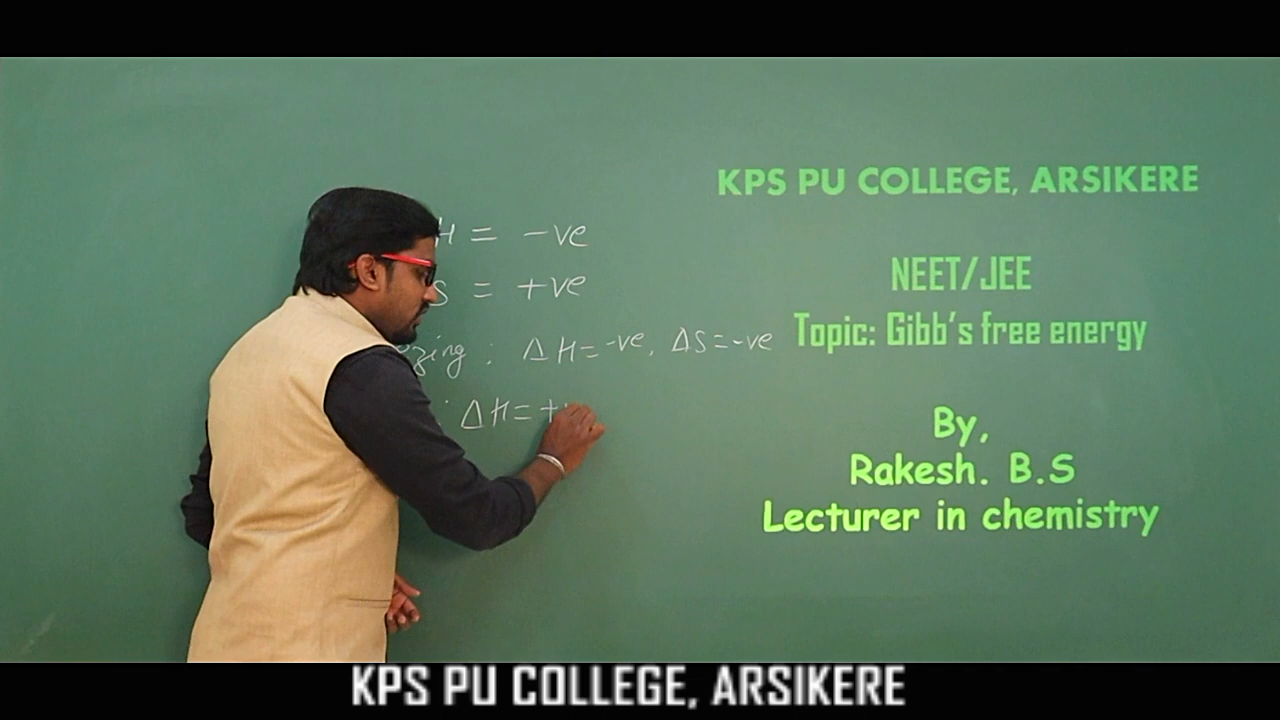 H = -ve
S = +ve
zing : ΔH=-ve, ΔS=-ve
: ΔH=+
KPS PU COLLEGE, ARSIKERE
NEET/JEE
Topic: Gibb's free energy
By,
Rakesh. B.S
Lecturer in chemistry
KPS PU COLLEGE, ARSIKERE